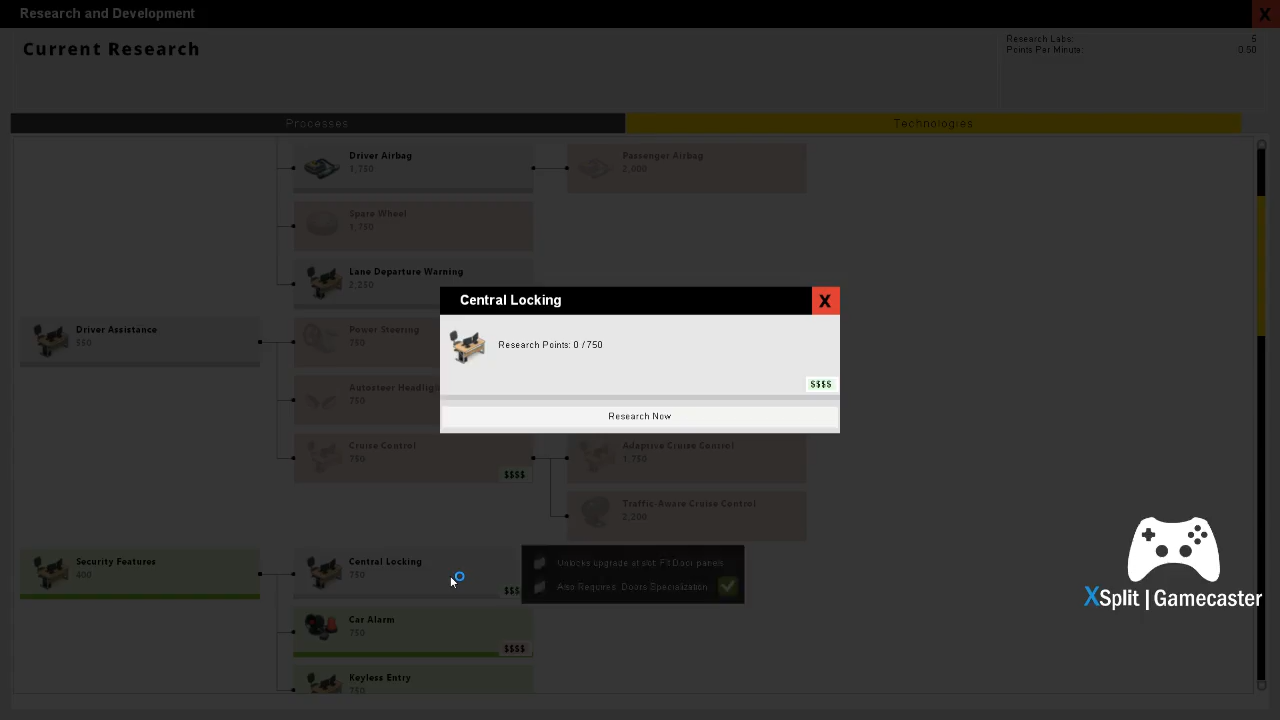 Research and Development
X
Current Research
Research Labs: 5
Points Per Minute: 0.50
Processes
Technologies
Driver Airbag
1,750
Passenger Airbag
2,000
Spare Wheel
1,750
Lane Departure Warning
2,250
Central Locking
X
Research Points: 0 / 750
$$$$
Research Now
Driver Assistance
550
Power Steering
750
Autosteer Headlig
750
Cruise Control
750
$$$$
Adaptive Cruise Control
1,750
Traffic-Aware Cruise Control
2,200
Security Features
400
Central Locking
750
$$$
Unlocks upgrade at slot: Fit Door panels
Also Requires: Doors Specialization
Car Alarm
750
$$$$
Keyless Entry
750
XSplit | Gamecaster